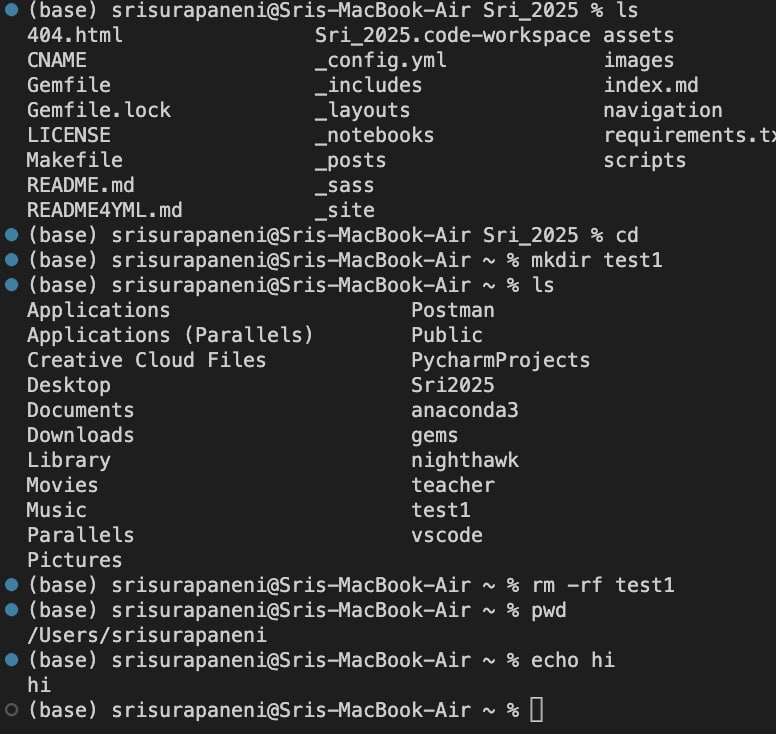 (base) srisurapaneni@Sris-MacBook-Air Sri_2025 % ls
404.html Sri_2025.code-workspace assets
CNAME _config.yml images
Gemfile _includes index.md
Gemfile.lock _layouts navigation
LICENSE _notebooks requirements.tx
Makefile _posts scripts
README.md _sass
README4YML.md _site
(base) srisurapaneni@Sris-MacBook-Air Sri_2025 % cd
(base) srisurapaneni@Sris-MacBook-Air ~ % mkdir test1
(base) srisurapaneni@Sris-MacBook-Air ~ % ls
Applications Postman
Applications (Parallels) Public
Creative Cloud Files PycharmProjects
Desktop Sri2025
Documents anaconda3
Downloads gems
Library nighthawk
Movies teacher
Music test1
Parallels vscode
Pictures
(base) srisurapaneni@Sris-MacBook-Air ~ % rm -rf test1
(base) srisurapaneni@Sris-MacBook-Air ~ % pwd
/Users/srisurapaneni
(base) srisurapaneni@Sris-MacBook-Air ~ % echo hi
hi
(base) srisurapaneni@Sris-MacBook-Air ~ %